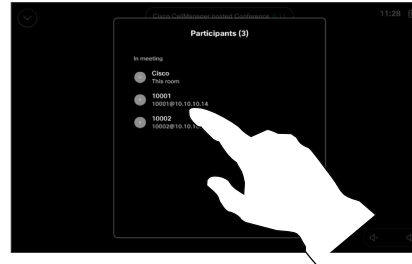 Cisco CallManager hosted Conference
11:28
Participants (3)
In meeting
Cisco
This room
10001
10001@10.10.10.14
10002